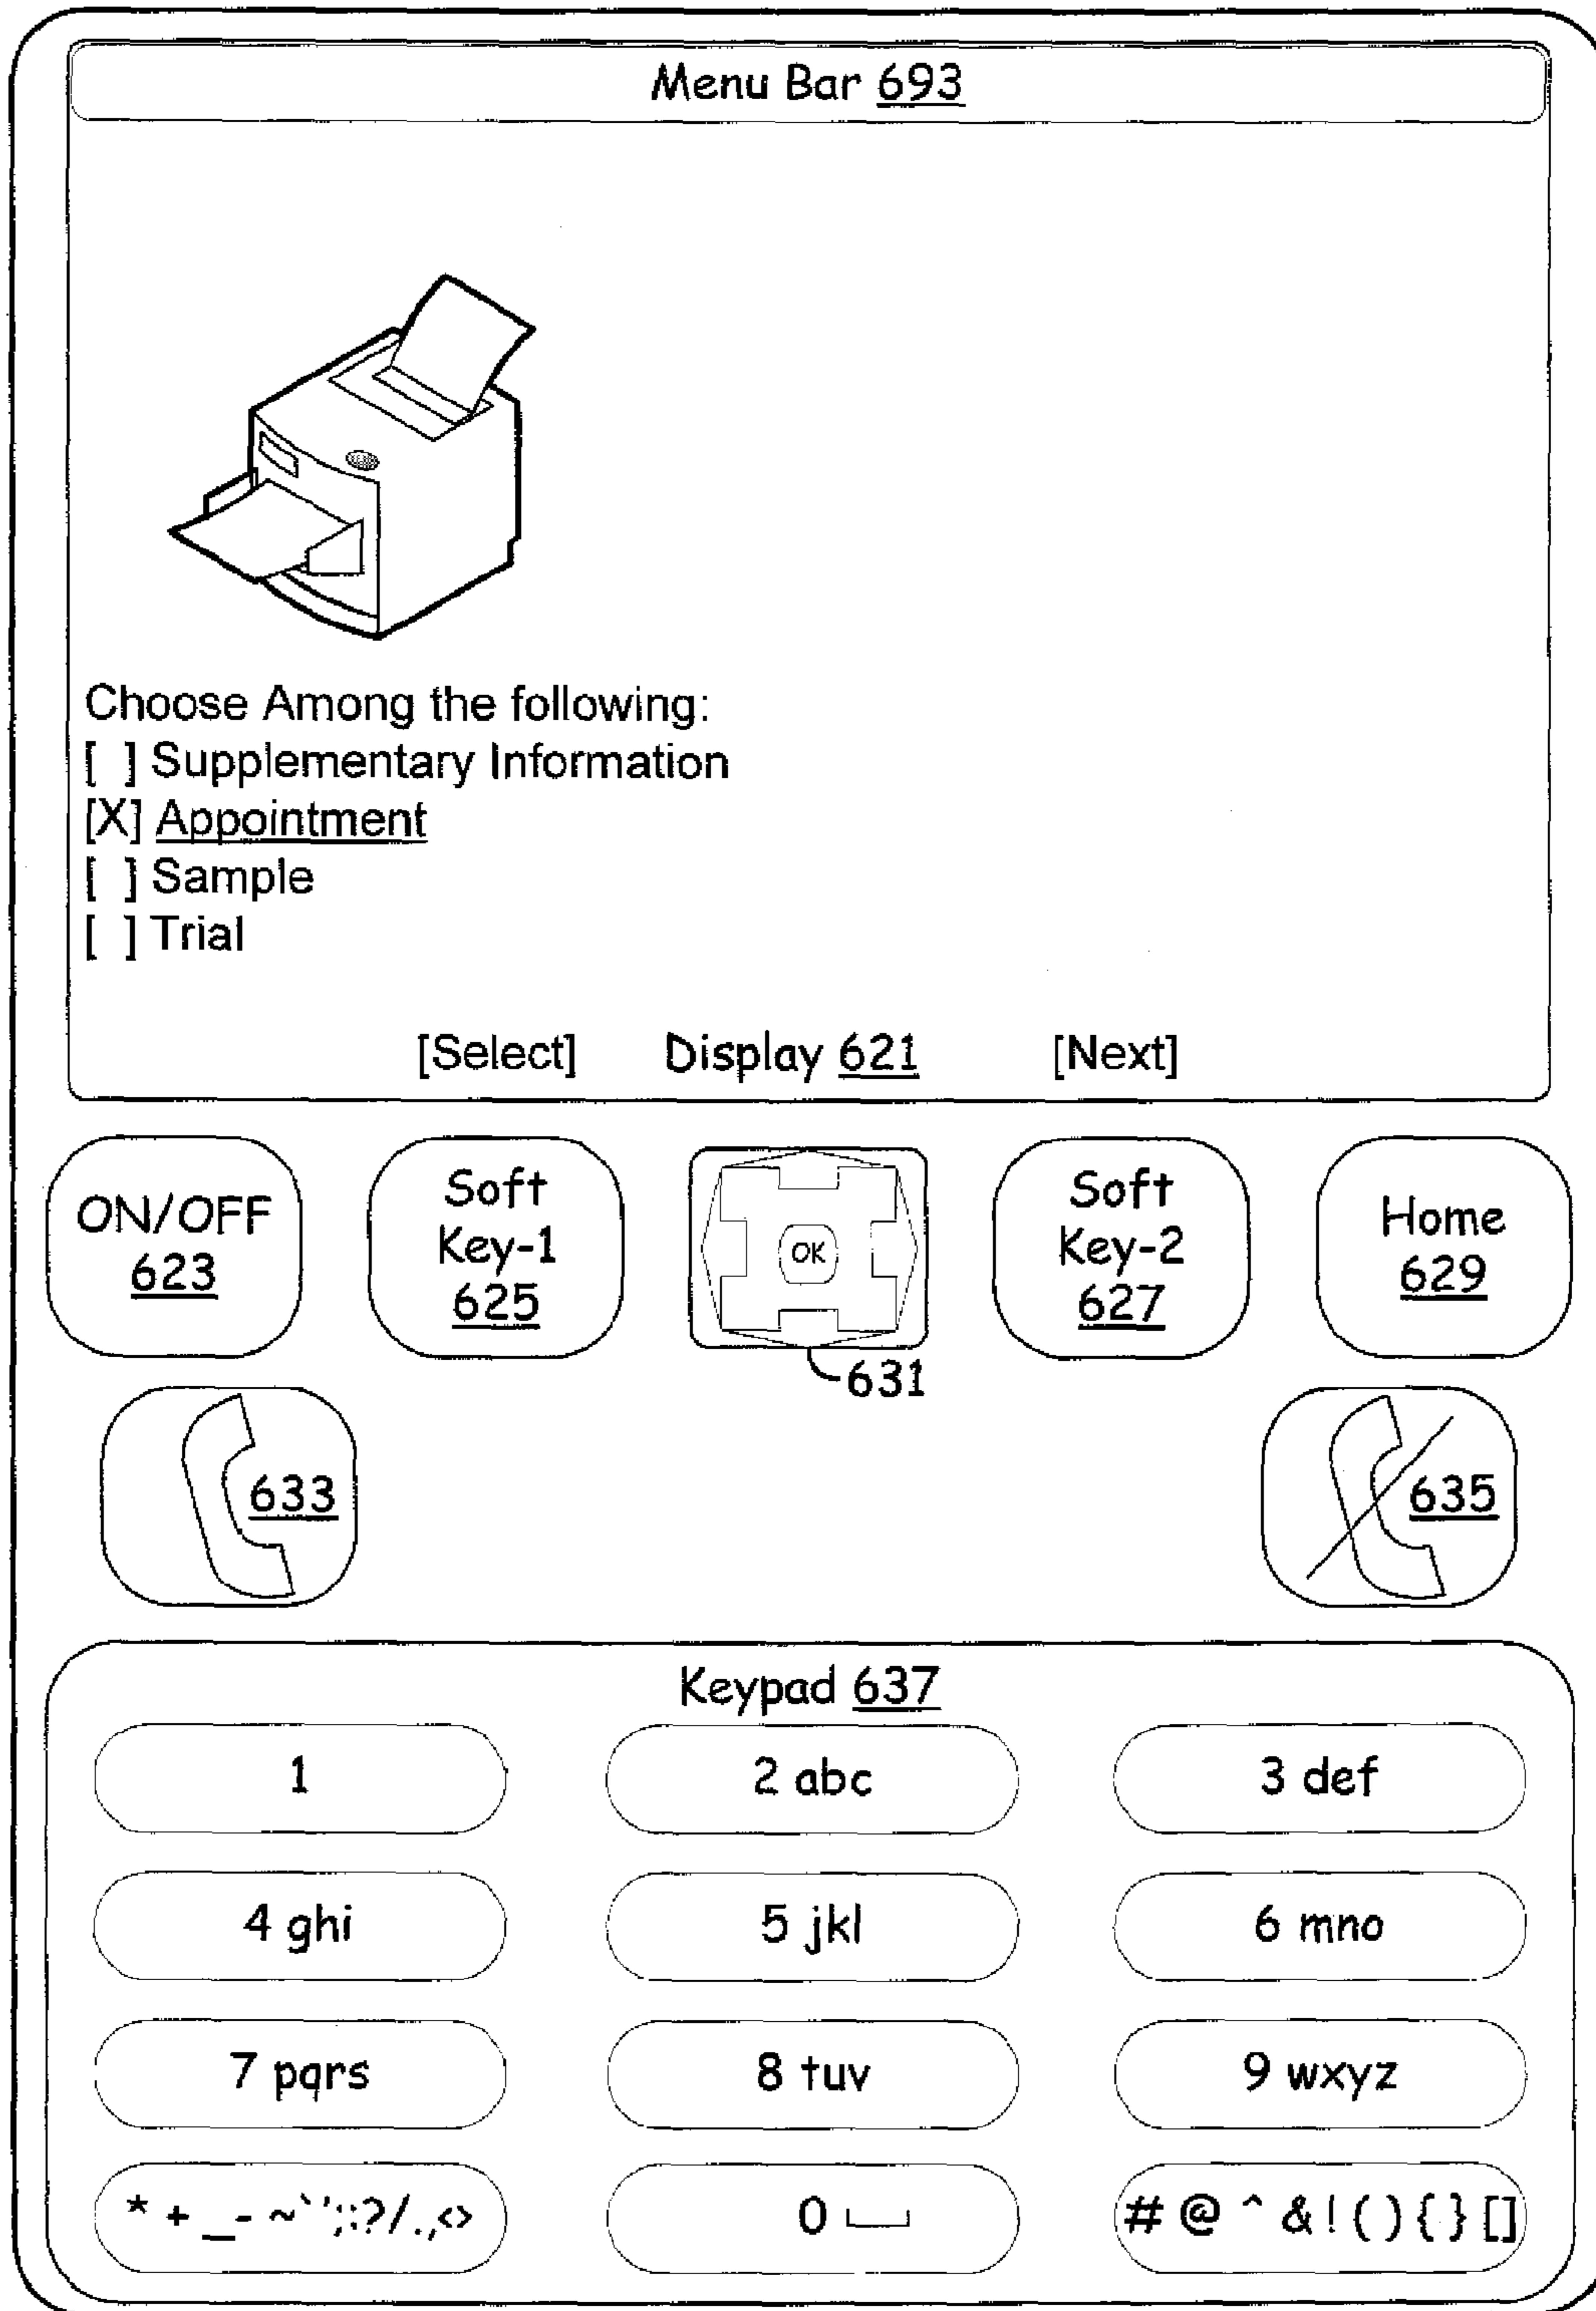 Menu Bar 693
Choose Among the following:
[ ] Supplementary Information
[X] Appointment
[ ] Sample
[ ] Trial
[Select] Display 621 [Next]
ON/OFF
623
Soft
Key-1
625
OK
631
Soft
Key-2
627
Home
629
633
635
Keypad 637
1
2 abc
3 def
4 ghi
5 jkl
6 mno
7 pqrs
8 tuv
9 wxyz
* + _- ~`'";:?/.,<>
0 ⎵
# @ ^ & ! ( ) { } []